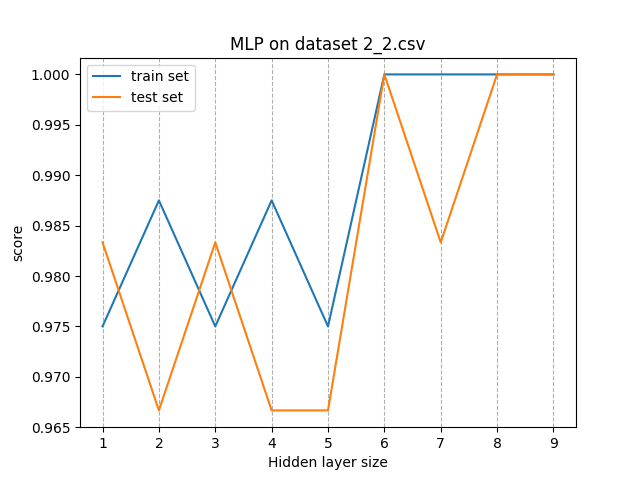 MLP on dataset 2_2.csv
train set
test set
1.000
0.995
0.990
0.985
0.980
0.975
0.970
0.965
score
1 2 3 4 5 6 7 8 9
Hidden layer size